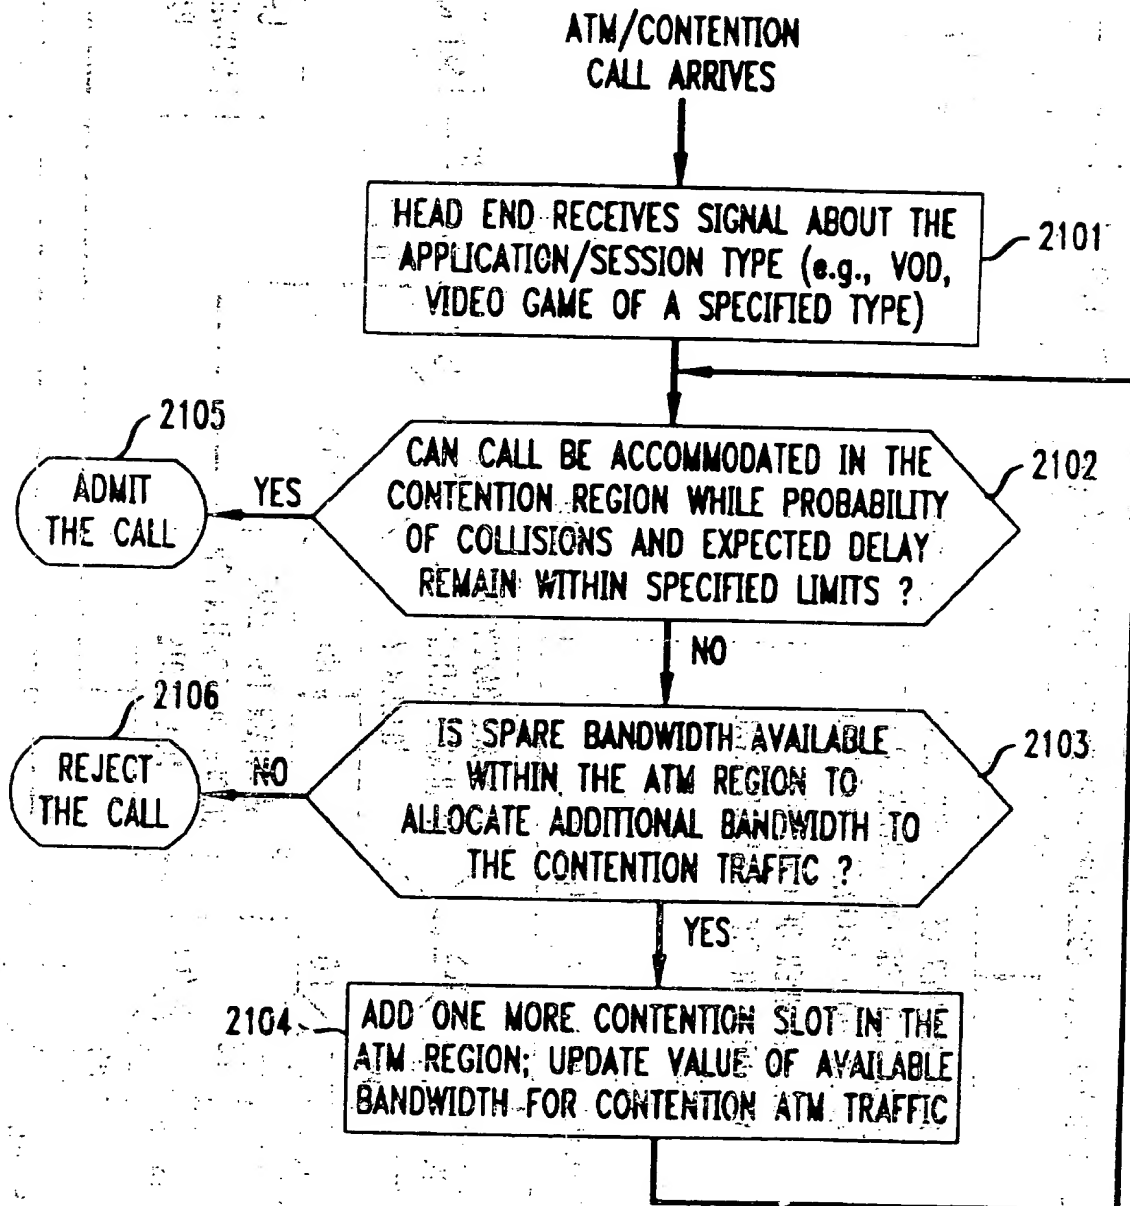 ATM/CONTENTION
CALL ARRIVES
HEAD END RECEIVES SIGNAL ABOUT THE
APPLICATION/SESSION TYPE (e.g., VOD,
VIDEO GAME OF A SPECIFIED TYPE)
2101
2105
ADMIT
THE CALL
YES
CAN CALL BE ACCOMMODATED IN THE
CONTENTION REGION WHILE PROBABILITY
OF COLLISIONS AND EXPECTED DELAY
REMAIN WITHIN SPECIFIED LIMITS ?
2102
NO
2106
REJECT
THE CALL
NO
IS SPARE BANDWIDTH AVAILABLE
WITHIN THE ATM REGION TO
ALLOCATE ADDITIONAL BANDWIDTH TO
THE CONTENTION TRAFFIC ?
2103
YES
2104
ADD ONE MORE CONTENTION SLOT IN THE
ATM REGION; UPDATE VALUE OF AVAILABLE
BANDWIDTH FOR CONTENTION ATM TRAFFIC